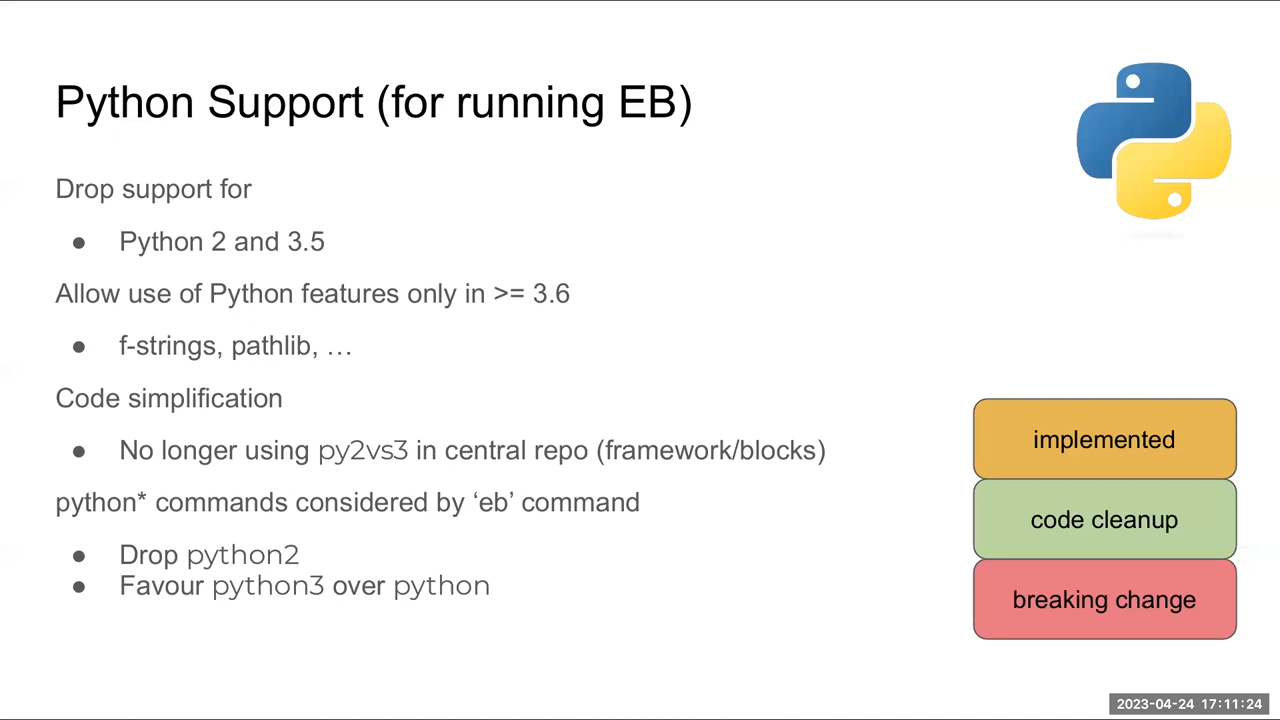 Python Support (for running EB)
Drop support for
● Python 2 and 3.5
Allow use of Python features only in >= 3.6
● f-strings, pathlib, …
Code simplification
● No longer using py2vs3 in central repo (framework/blocks)
python* commands considered by ‘eb’ command
● Drop python2
● Favour python3 over python
implemented
code cleanup
breaking change
2023-04-24 17:11:24